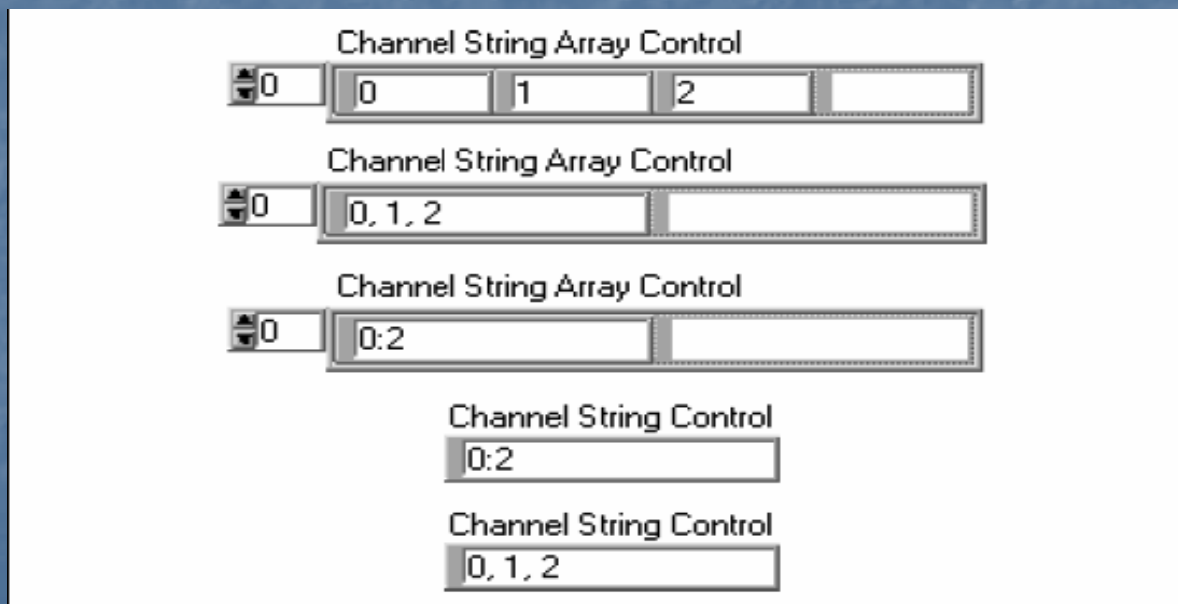 Channel String Array Control
0 0 1 2
Channel String Array Control
0 0, 1, 2
Channel String Array Control
0 0:2
Channel String Control
0:2
Channel String Control
0, 1, 2